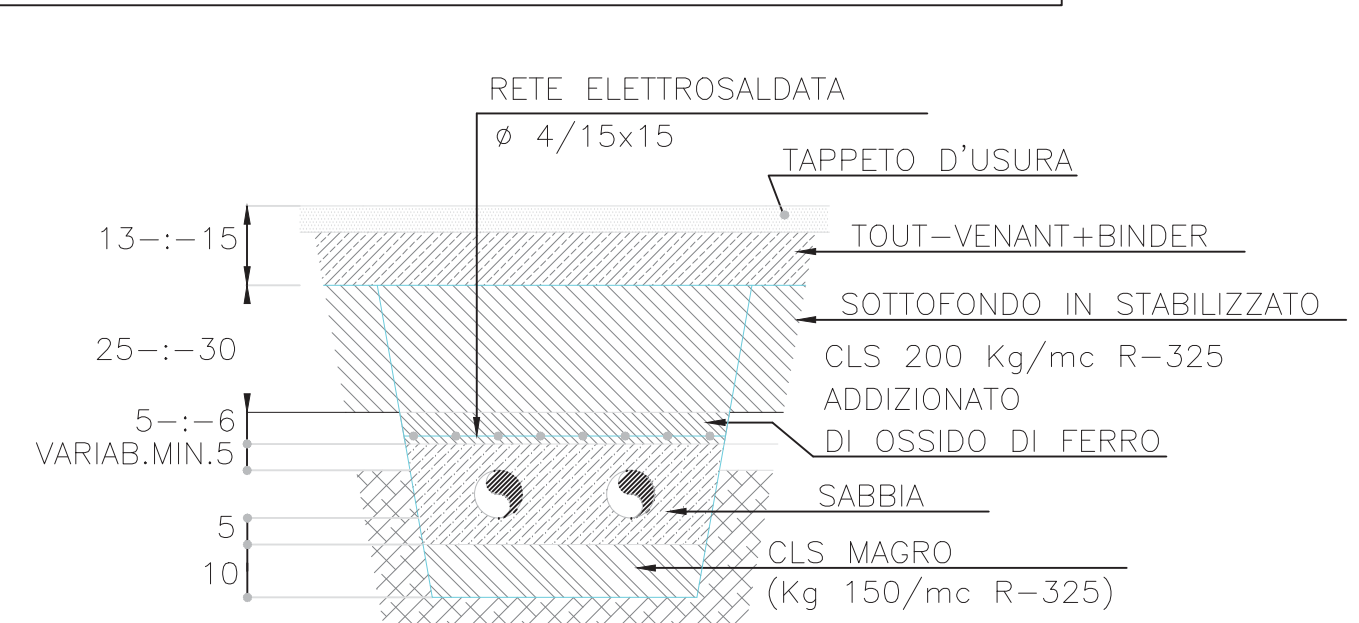 RETE ELETTROSALDATA
ø 4/15x15
TAPPETO D'USURA
13-:-15
TOUT-VENANT+BINDER
SOTTOFONDO IN STABILIZZATO
25-:-30
CLS 200 Kg/mc R-325
ADDIZIONATO
5-:-6
DI OSSIDO DI FERRO
VARIAB.MIN.5
SABBIA
5
CLS MAGRO
10
(Kg 150/mc R-325)